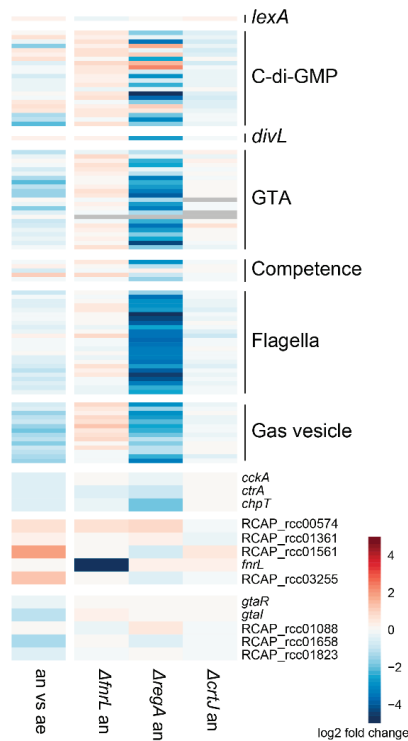 lexA
C-di-GMP
divL
GTA
Competence
Flagella
Gas vesicle
cckA
ctrA
chpT
RCAP_rcc00574
RCAP_rcc01361
RCAP_rcc01561
fnrL
RCAP_rcc03255
gtaR
gtaI
RCAP_rcc01088
RCAP_rcc01658
RCAP_rcc01823
4
2
0
−2
−4
log2 fold change
an vs ae
ΔfnrL an
ΔregA an
ΔcrtJ an